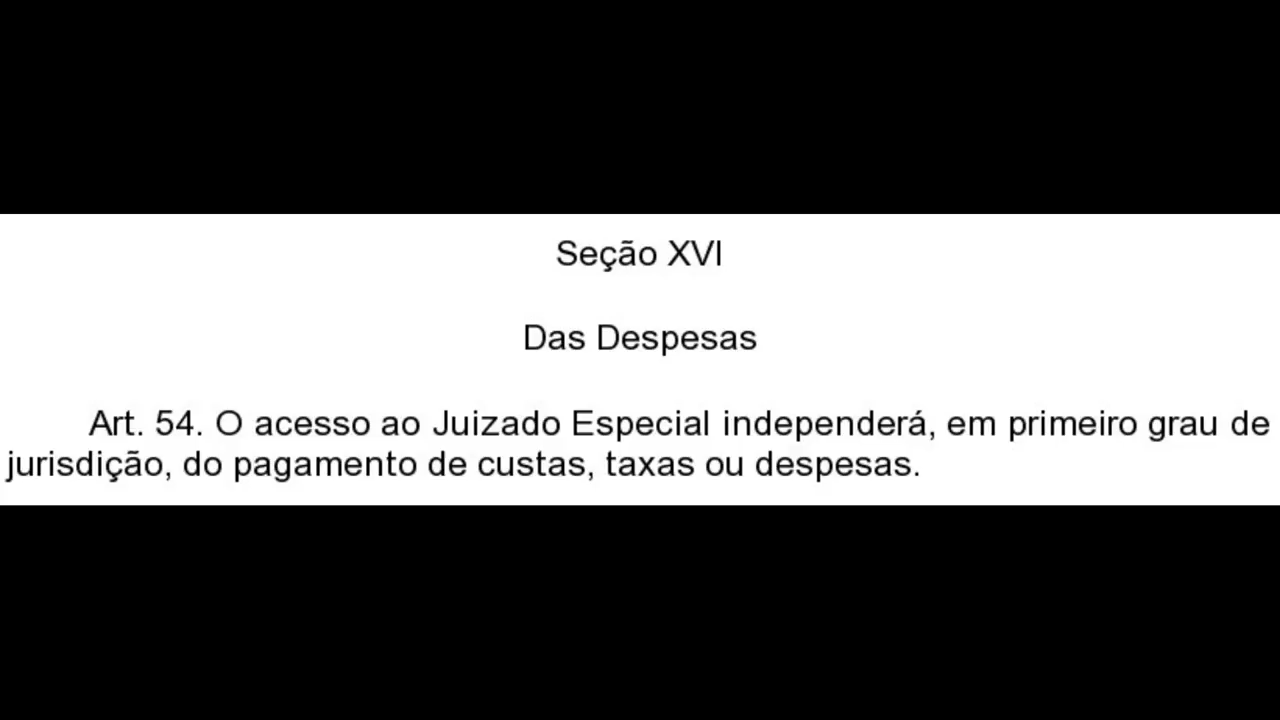 Seção XVI
Das Despesas
Art. 54. O acesso ao Juizado Especial independerá, em primeiro grau de
jurisdição, do pagamento de custas, taxas ou despesas.